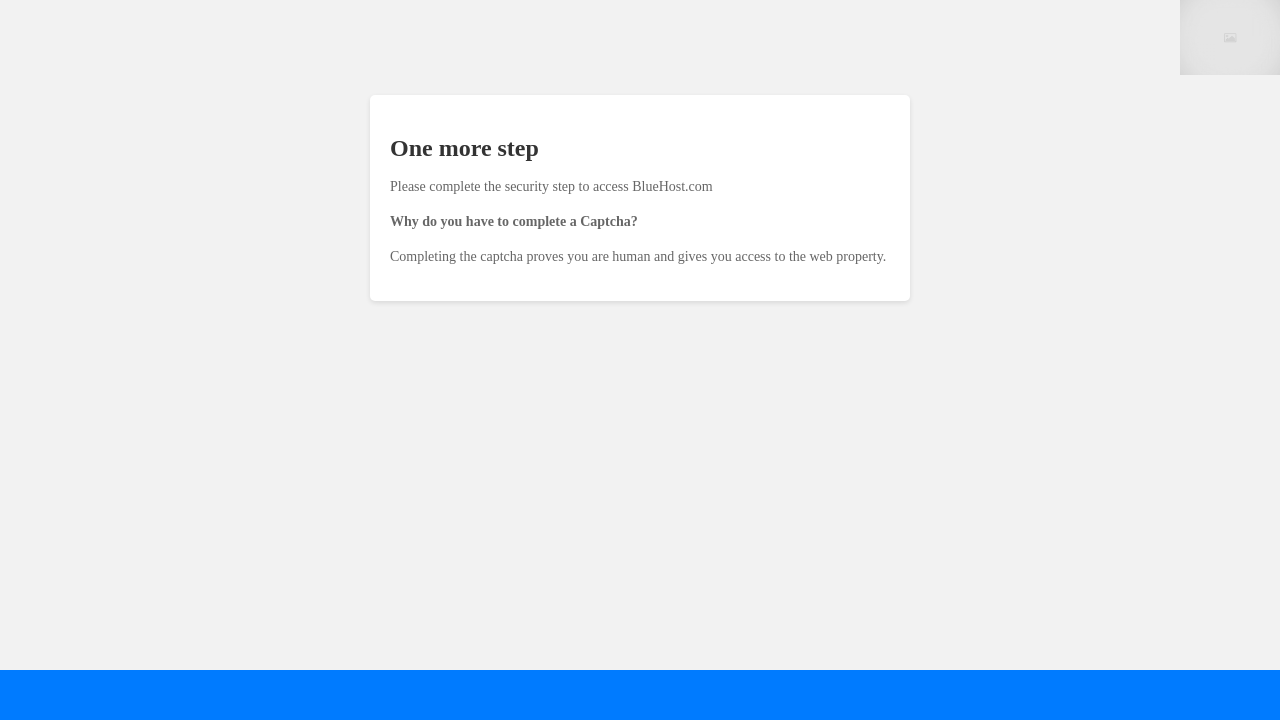 One more step
Please complete the security step to access BlueHost.com
Why do you have to complete a Captcha?
Completing the captcha proves you are human and gives you access to the web property.